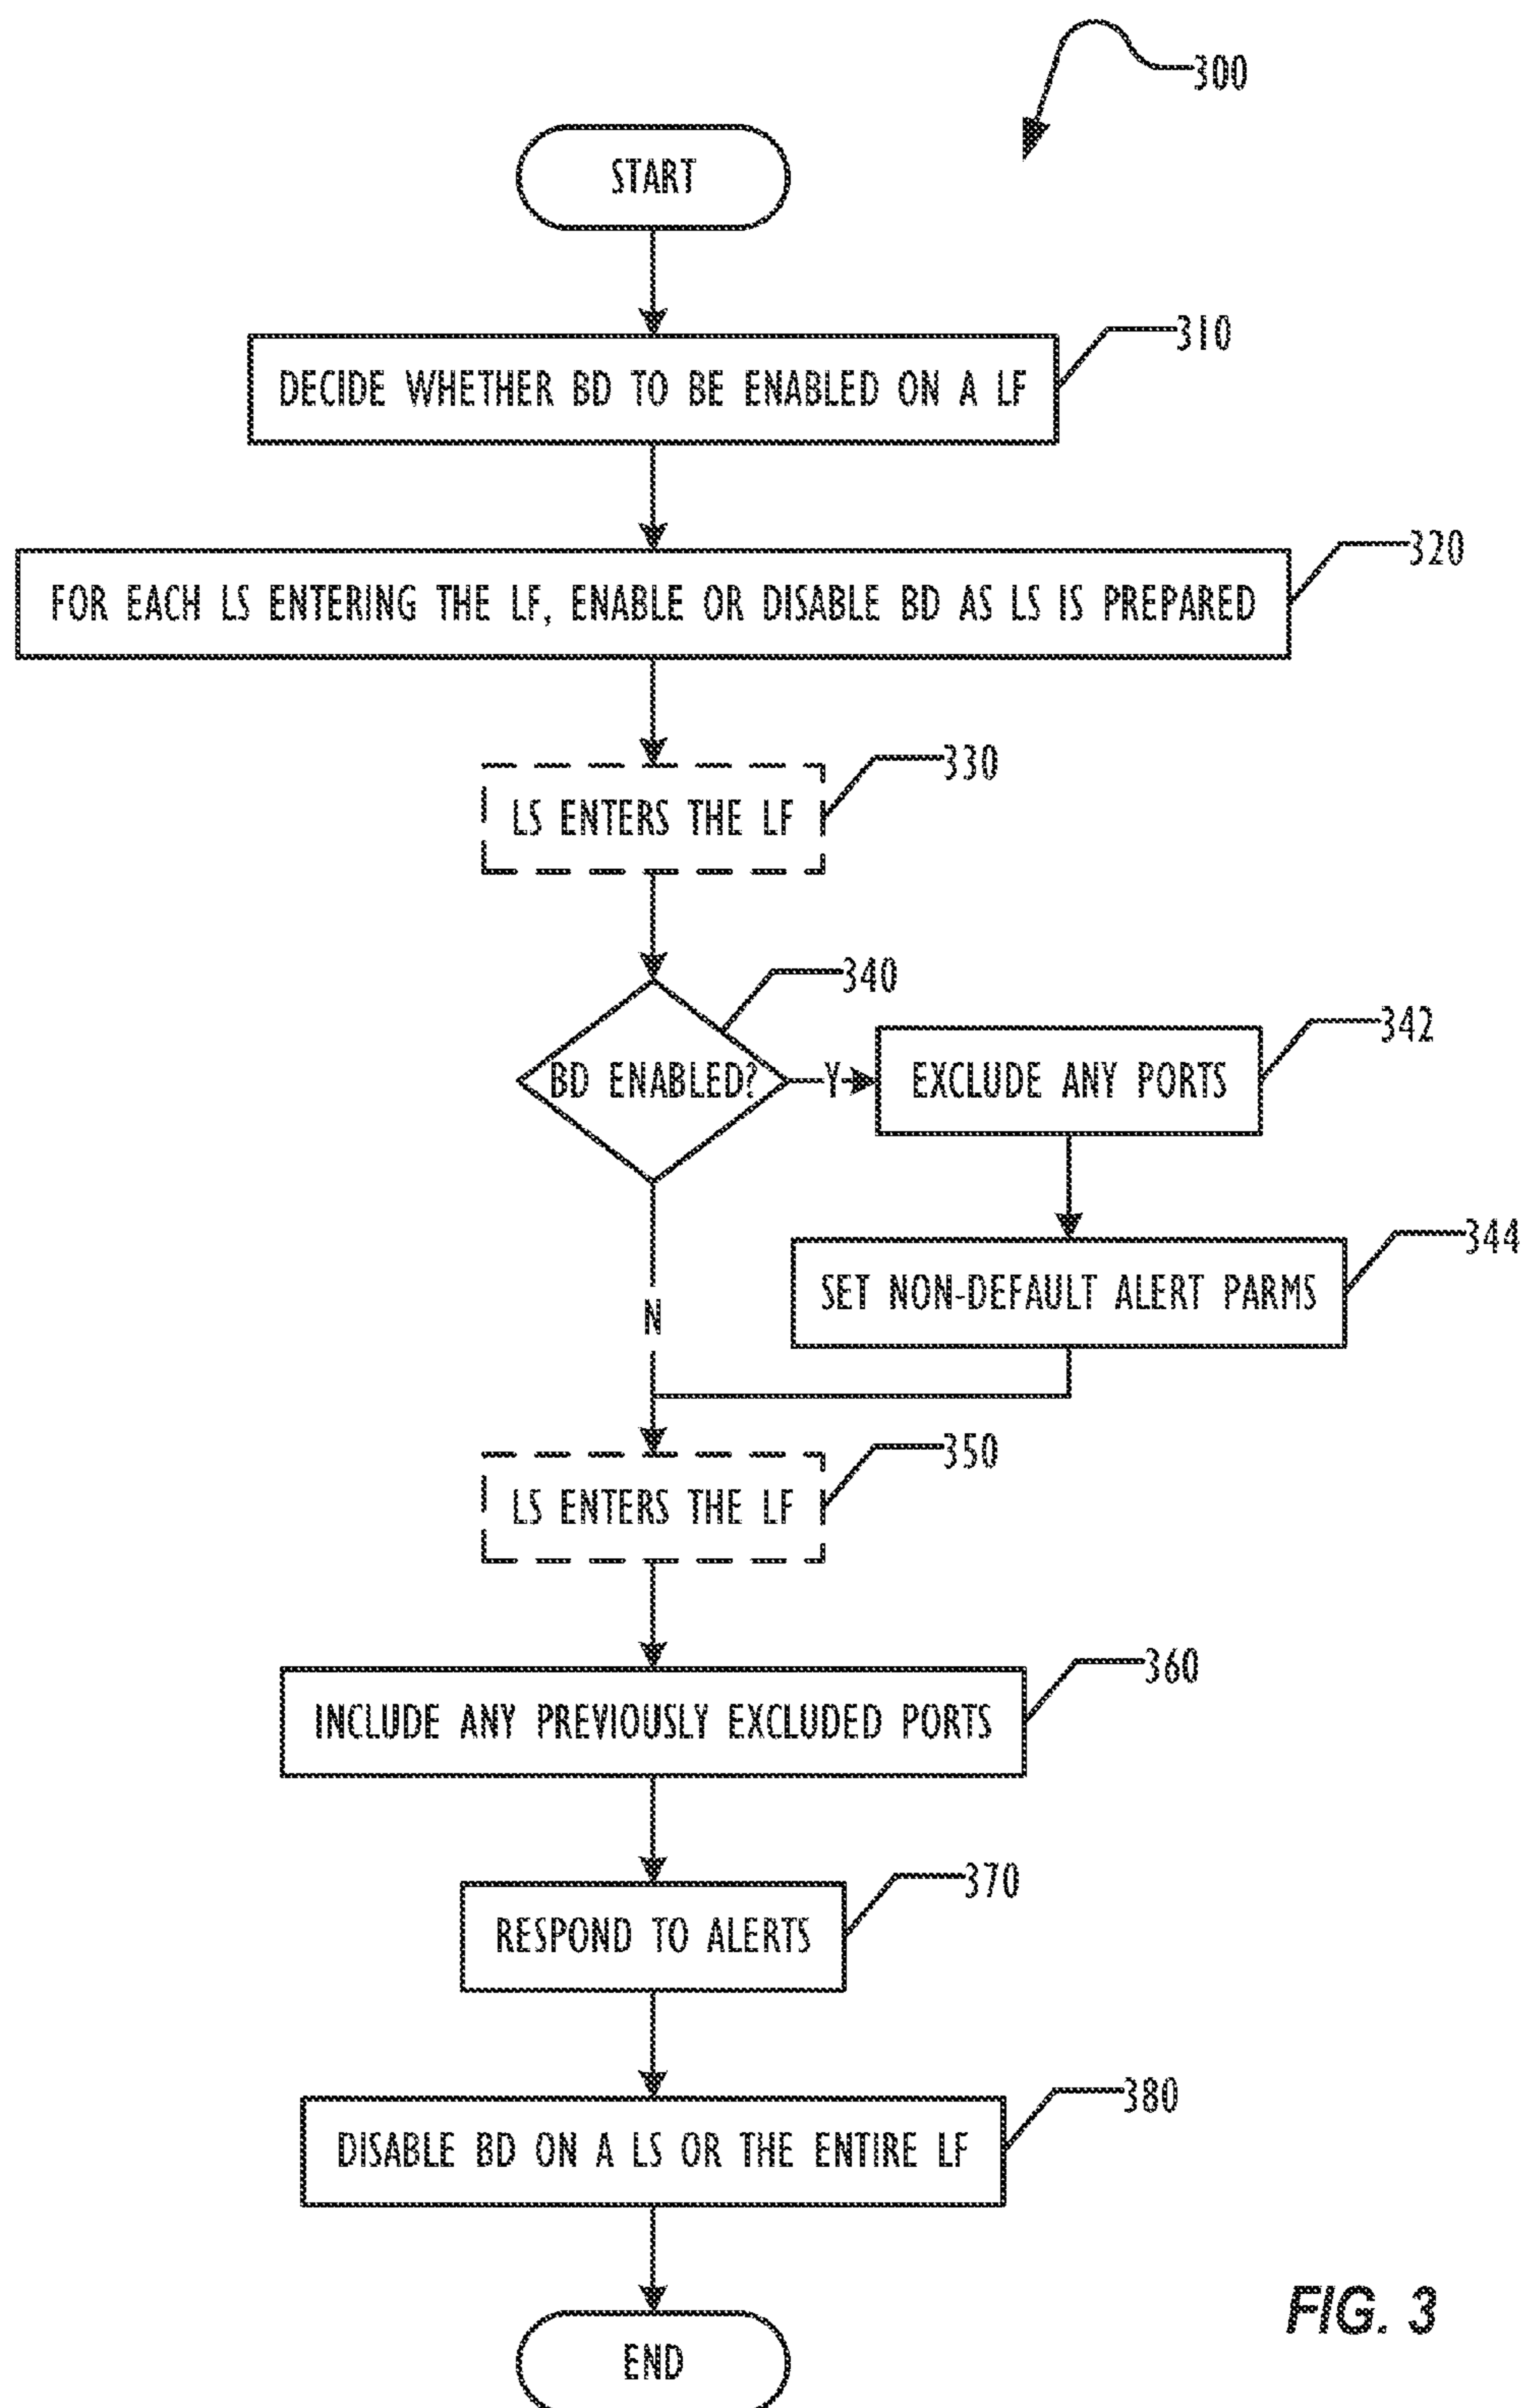 300
START
310
DECIDE WHETHER BD TO BE ENABLED ON A LF
320
FOR EACH LS ENTERING THE LF, ENABLE OR DISABLE BD AS LS IS PREPARED
330
LS ENTERS THE LF
340
BD ENABLED?
Y
342
EXCLUDE ANY PORTS
344
SET NON-DEFAULT ALERT PARMS
N
350
LS ENTERS THE LF
360
INCLUDE ANY PREVIOUSLY EXCLUDED PORTS
370
RESPOND TO ALERTS
380
DISABLE BD ON A LS OR THE ENTIRE LF
END
FIG. 3